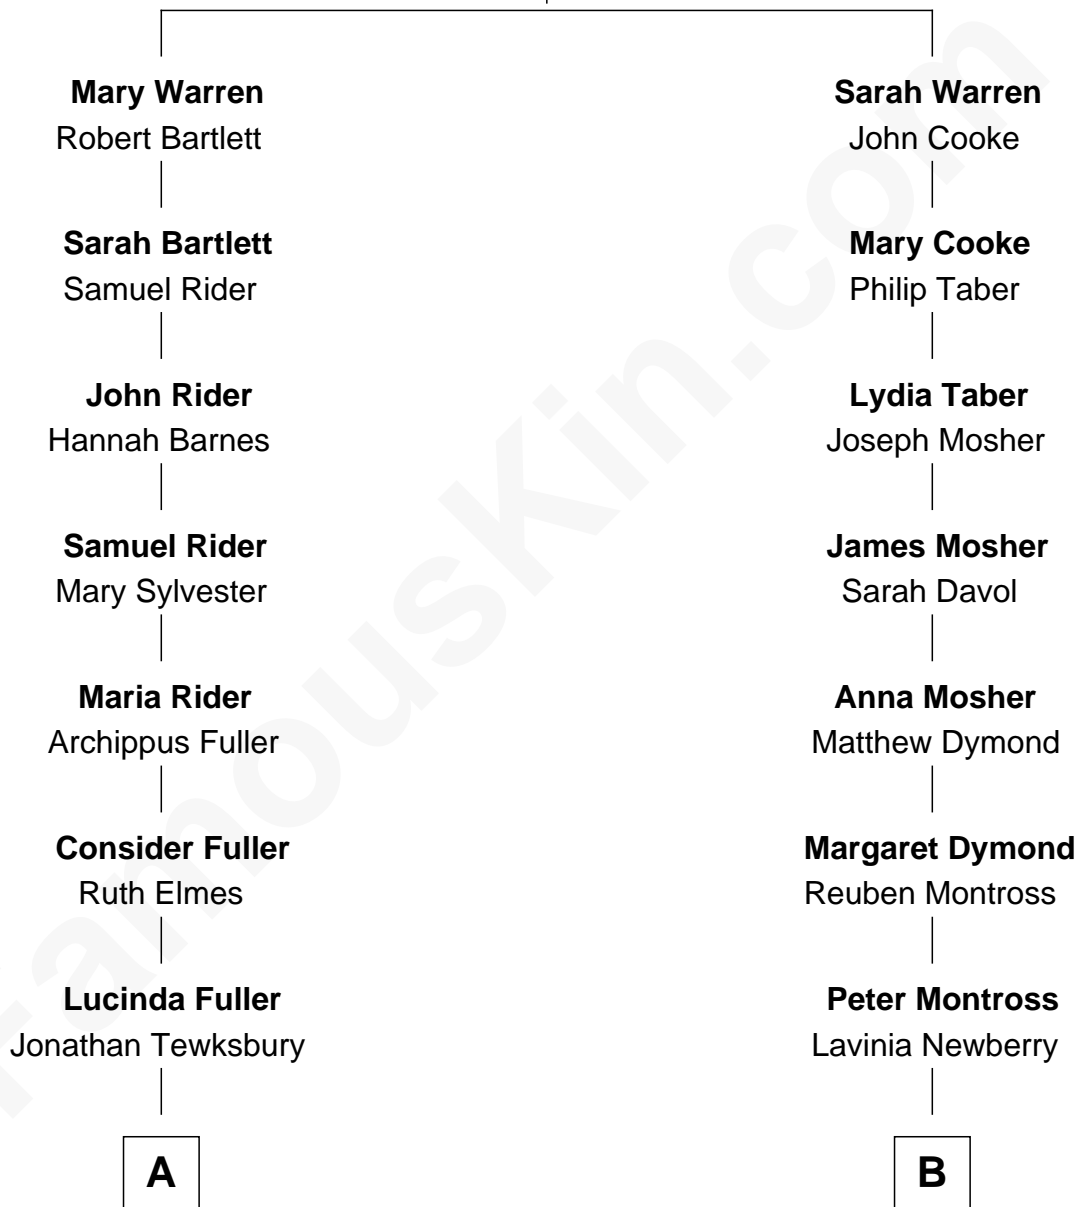 Mary Warren
Robert Bartlett
Sarah Bartlett
Samuel Rider
John Rider
Hannah Barnes
Samuel Rider
Mary Sylvester
Maria Rider
Archippus Fuller
Consider Fuller
Ruth Elmes
Lucinda Fuller
Jonathan Tewksbury
A
Sarah Warren
John Cooke
Mary Cooke
Philip Taber
Lydia Taber
Joseph Mosher
James Mosher
Sarah Davol
Anna Mosher
Matthew Dymond
Margaret Dymond
Reuben Montross
Peter Montross
Lavinia Newberry
B
FamousKin.com